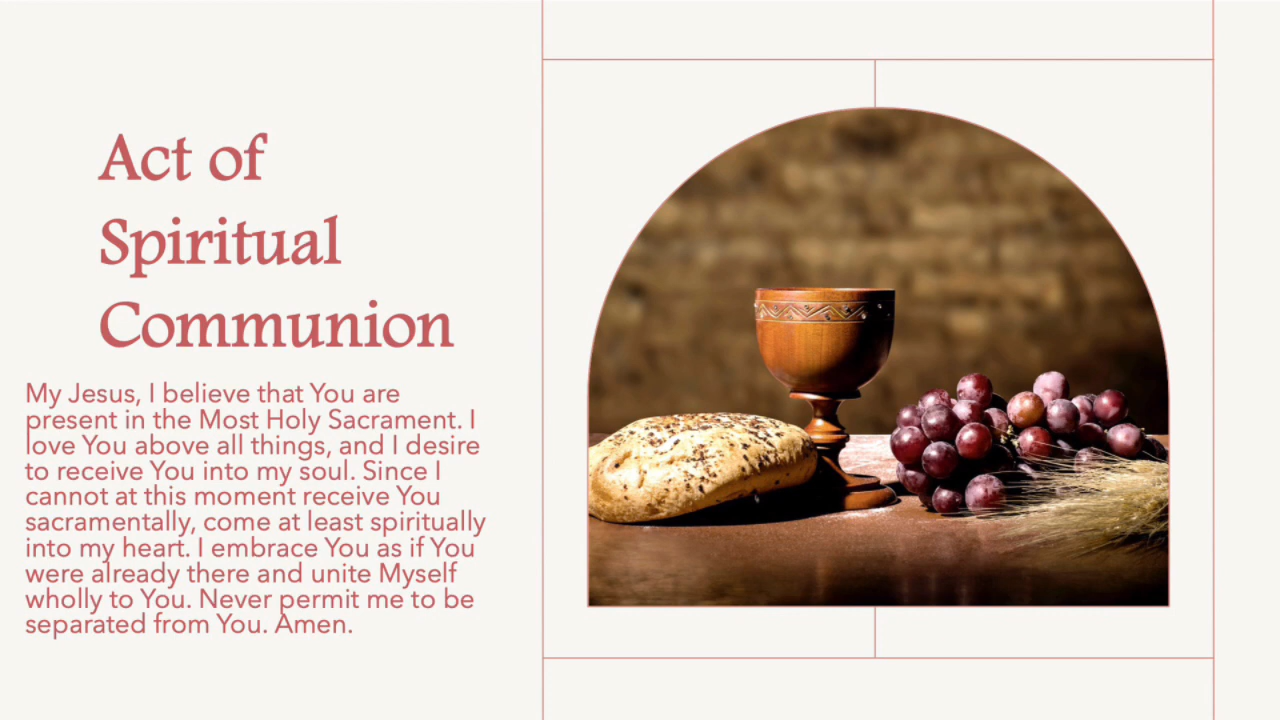 Act of
Spiritual
Communion
My Jesus, I believe that You are
present in the Most Holy Sacrament. I
love You above all things, and I desire
to receive You into my soul. Since I
cannot at this moment receive You
sacramentally, come at least spiritually
into my heart. I embrace You as if You
were already there and unite Myself
wholly to You. Never permit me to be
separated from You. Amen.